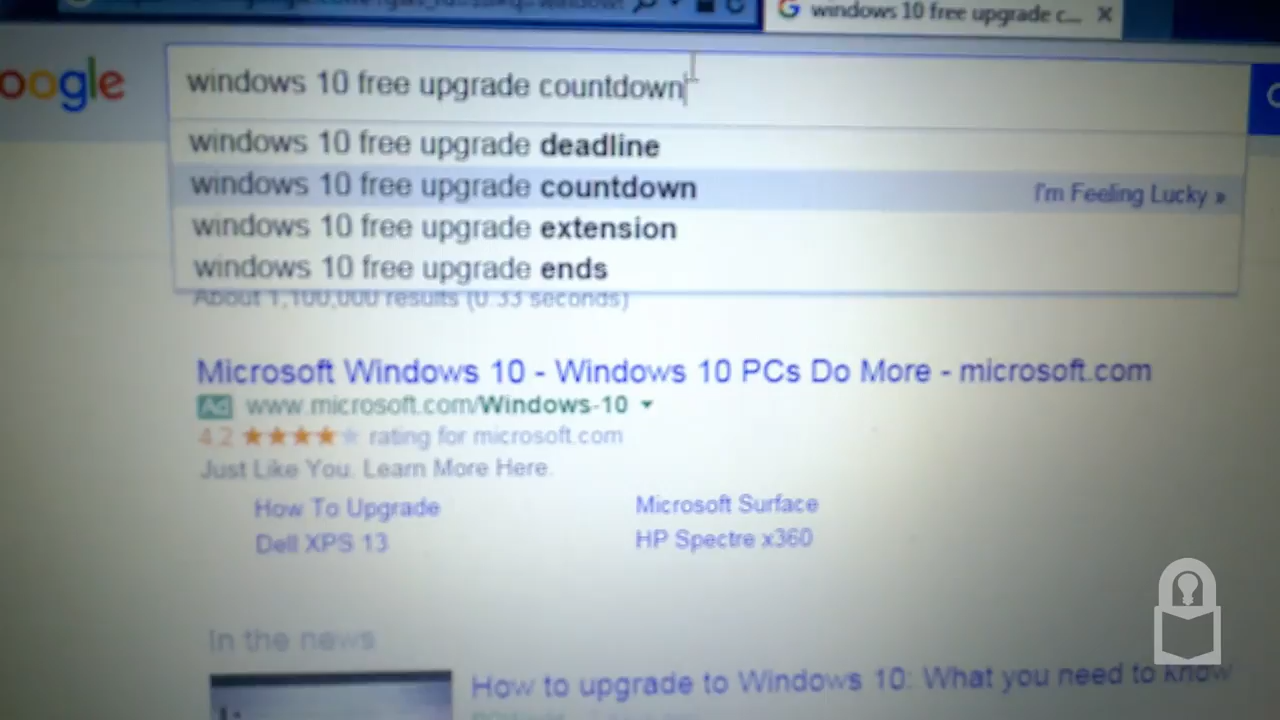 windows 10 free upgrade c...
oogle
windows 10 free upgrade countdown
windows 10 free upgrade deadline
windows 10 free upgrade countdown
I'm Feeling Lucky »
windows 10 free upgrade extension
windows 10 free upgrade ends
About 1,100,000 results (0.33 seconds)
Microsoft Windows 10 - Windows 10 PCs Do More - microsoft.com
Ad www.microsoft.com/Windows-10
4.2 ★★★★★ rating for microsoft.com
Just Like You. Learn More Here.
How To Upgrade
Microsoft Surface
Dell XPS 13
HP Spectre x360
In the news
How to upgrade to Windows 10: What you need to know